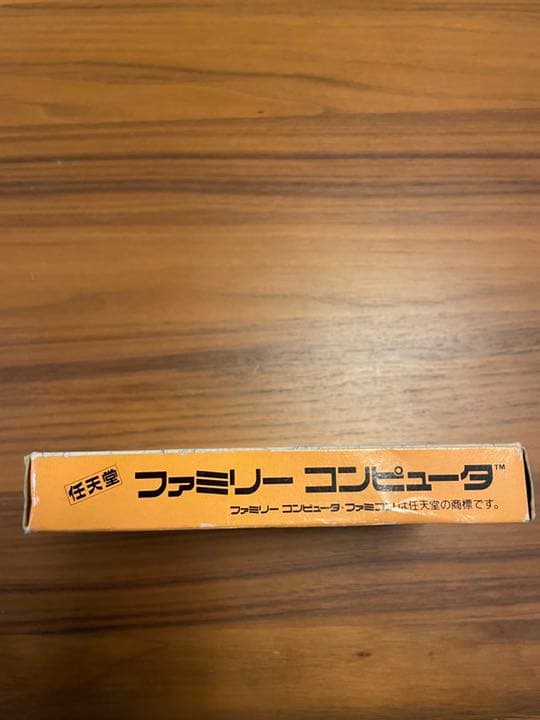 任天堂
ファミリー コンピュータ™
ファミリー コンピュータ・ファミコンは任天堂の商標です。